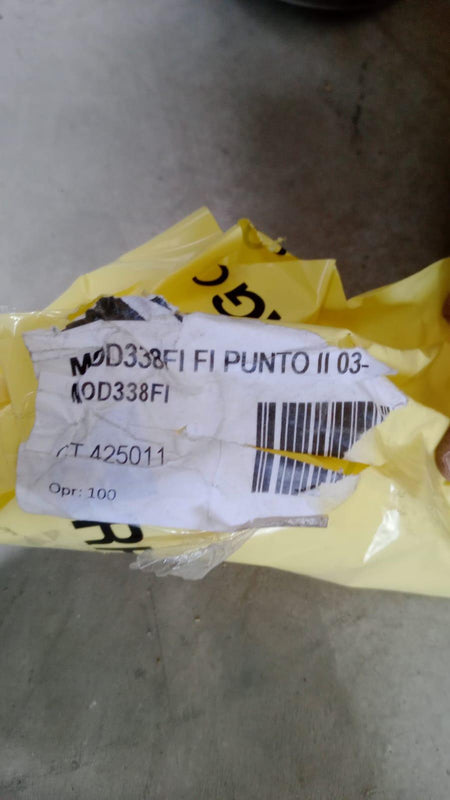 MOD338FI FI PUNTO II 03-
MOD338FI
CT 425011
Opr: 100